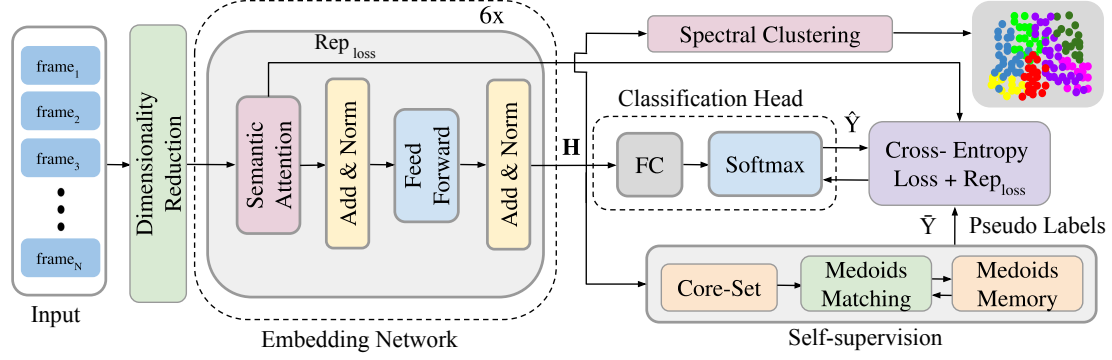 frame1
frame2
frame3
frameN
Input
Dimensionality
Reduction
6x
Rep loss
Semantic
Attention
Add & Norm
Feed
Forward
Add & Norm
Embedding Network
H
Spectral Clustering
Classification Head
FC
Softmax
Ŷ
Cross- Entropy
Loss + Rep loss
Ȳ Pseudo Labels
Core-Set
Medoids
Matching
Medoids
Memory
Self-supervision